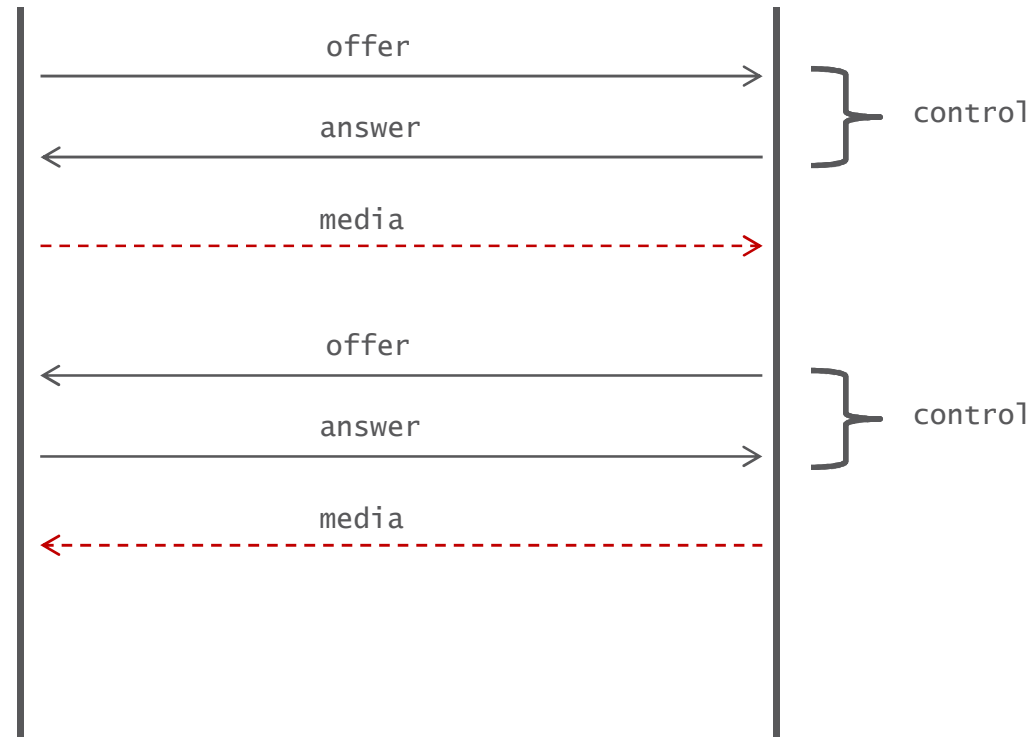 offer
control
answer
media
offer
control
answer
media